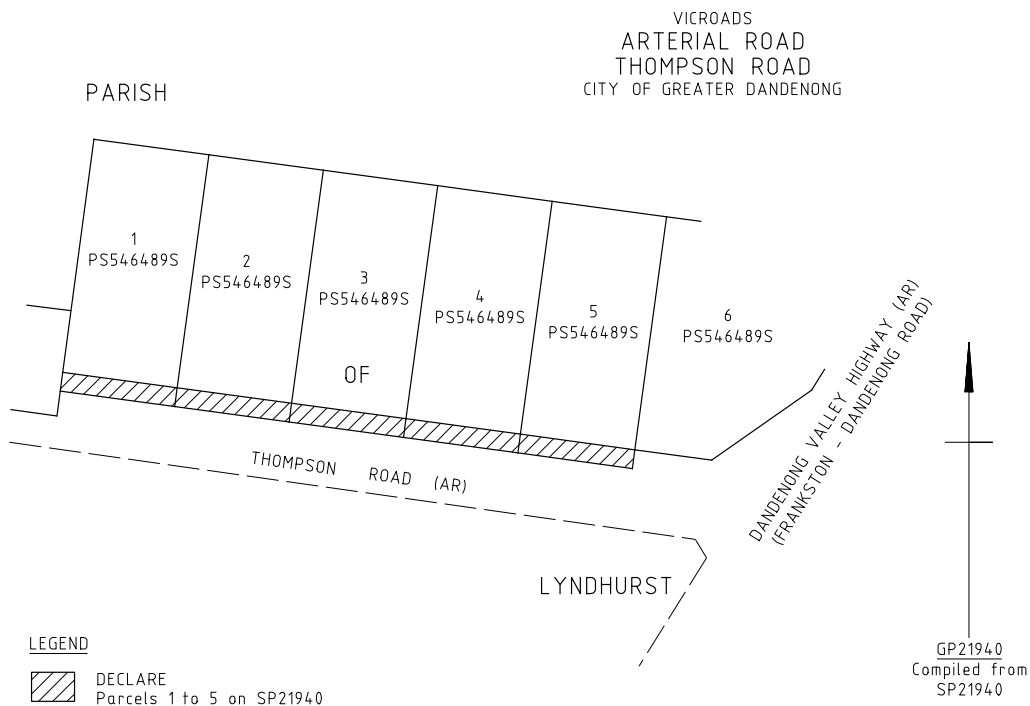 VICROADS
ARTERIAL ROAD
THOMPSON ROAD
CITY OF GREATER DANDENONG
PARISH
1
PS546489S
2
PS546489S
3
PS546489S
4
PS546489S
5
PS546489S
6
PS546489S
OF
DANDENONG VALLEY HIGHWAY (AR)
(FRANKSTON - DANDENONG ROAD)
THOMPSON ROAD (AR)
LYNDHURST
LEGEND
DECLARE
Parcels 1 to 5 on SP21940
GP21940
Compiled from
SP21940